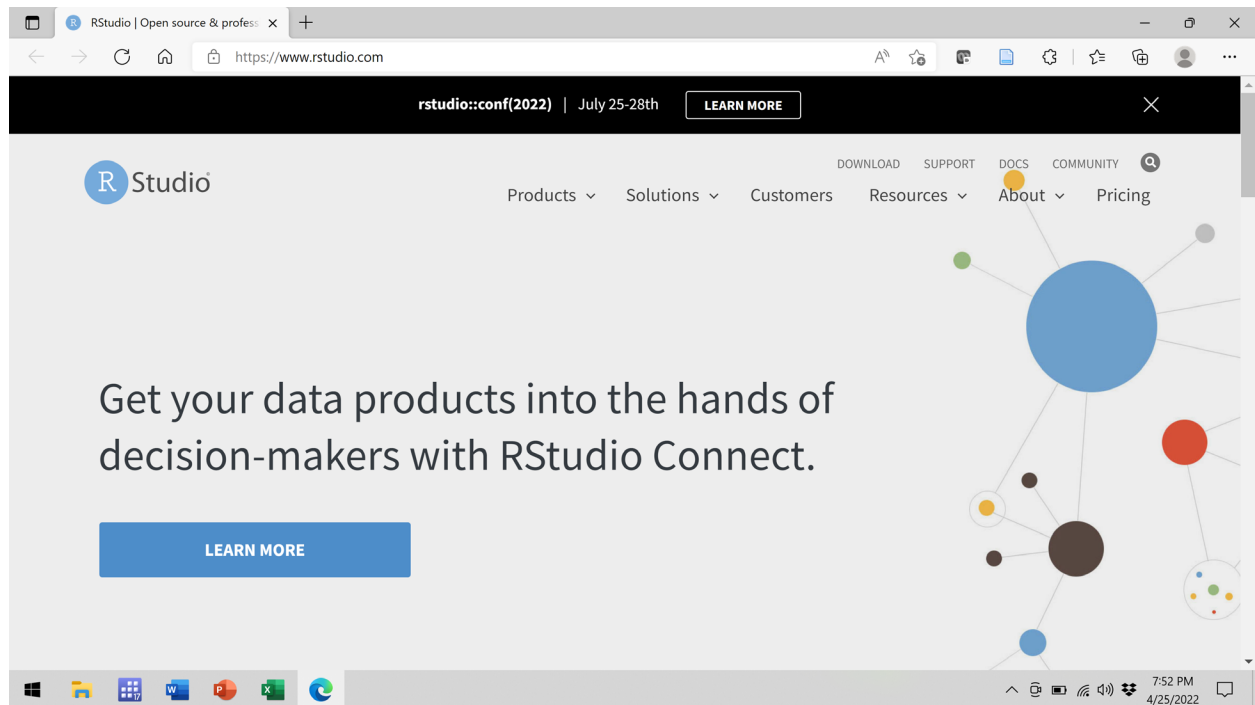 RStudio | Open source & profess
https://www.rstudio.com
rstudio::conf(2022) | July 25-28th LEARN MORE
DOWNLOAD SUPPORT DOCS COMMUNITY
R Studio
Products Solutions Customers Resources About Pricing
Get your data products into the hands of
decision-makers with RStudio Connect.
LEARN MORE
7:52 PM
4/25/2022